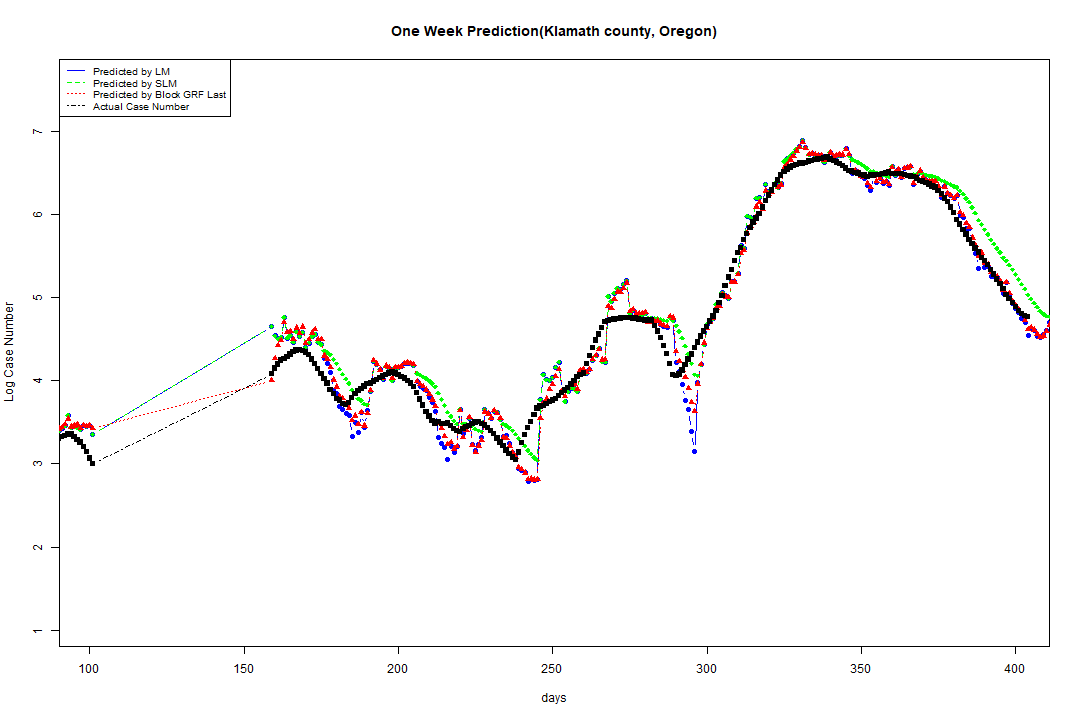 One Week Prediction(Klamath county, Oregon)
Predicted by LM
Predicted by SLM
Predicted by Block GRF Last
Actual Case Number
Log Case Number
7
6
5
4
3
2
1
100 150 200 250 300 350 400
days